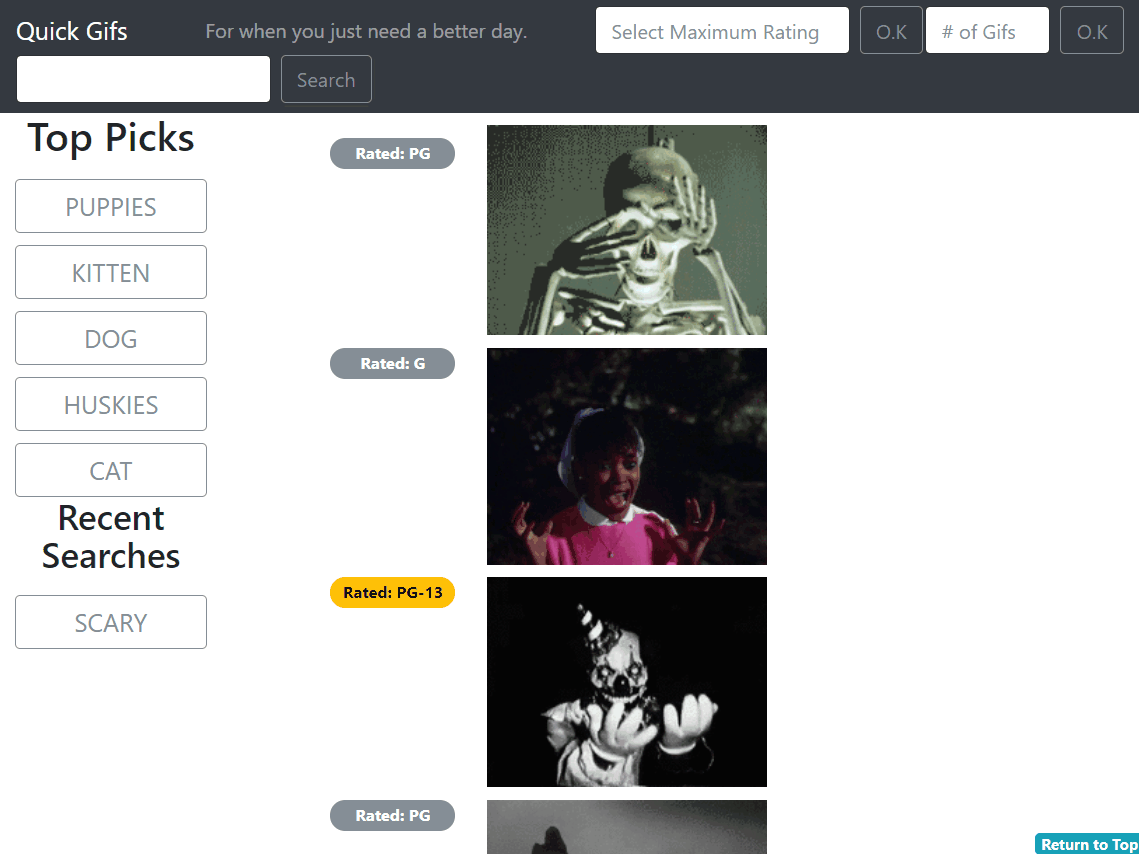 Quick Gifs
For when you just need a better day.
Select Maximum Rating
O.K
# of Gifs
O.K
Search
Top Picks
PUPPIES
KITTEN
DOG
HUSKIES
CAT
Recent
Searches
SCARY
Rated: PG
Rated: G
Rated: PG-13
Rated: PG
Return to Top